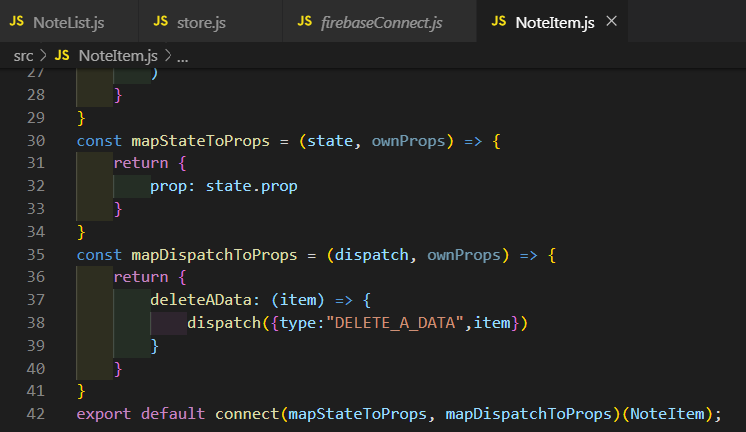 JS NoteList.js JS store.js JS firebaseConnect.js JS NoteItem.js ×
src > JS NoteItem.js > ...
27 )
28 }
29 }
30 const mapStateToProps = (state, ownProps) => {
31 return {
32 prop: state.prop
33 }
34 }
35 const mapDispatchToProps = (dispatch, ownProps) => {
36 return {
37 deleteAData: (item) => {
38 dispatch({type:"DELETE_A_DATA",item})
39 }
40 }
41 }
42 export default connect(mapStateToProps, mapDispatchToProps)(NoteItem);